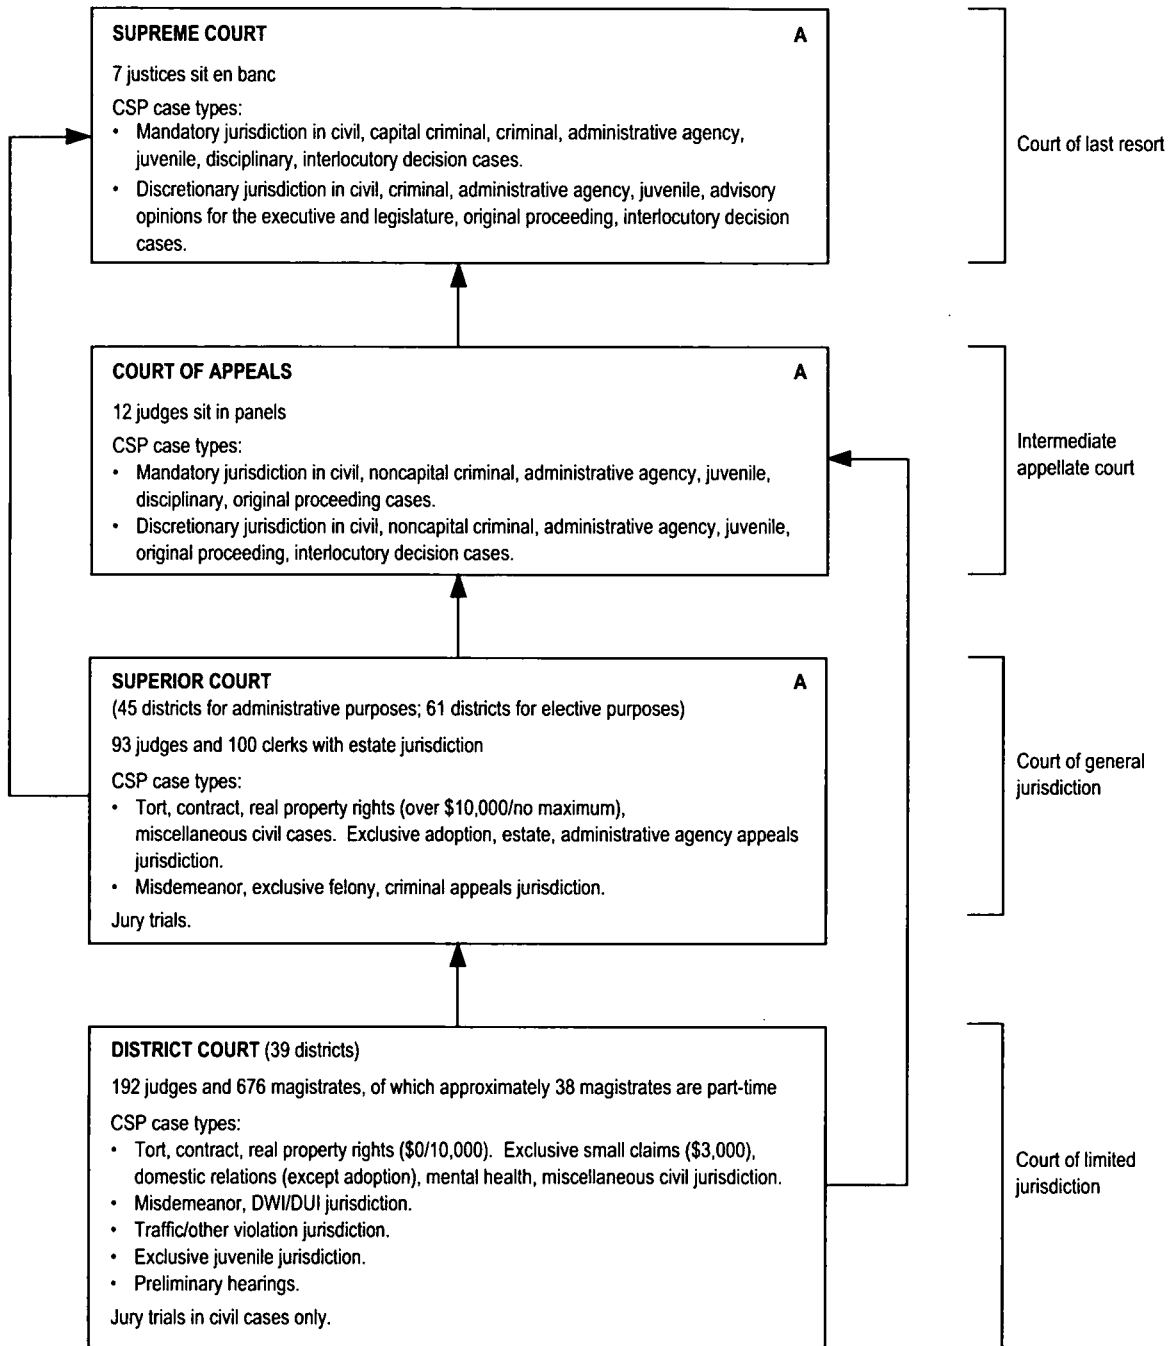 SUPREME COURT A
7 justices sit en banc
CSP case types:
• Mandatory jurisdiction in civil, capital criminal, criminal, administrative agency,
juvenile, disciplinary, interlocutory decision cases.
• Discretionary jurisdiction in civil, criminal, administrative agency, juvenile, advisory
opinions for the executive and legislature, original proceeding, interlocutory decision
cases.
Court of last resort
COURT OF APPEALS A
12 judges sit in panels
CSP case types:
• Mandatory jurisdiction in civil, noncapital criminal, administrative agency, juvenile,
disciplinary, original proceeding cases.
• Discretionary jurisdiction in civil, noncapital criminal, administrative agency, juvenile,
original proceeding, interlocutory decision cases.
Intermediate
appellate court
SUPERIOR COURT A
(45 districts for administrative purposes; 61 districts for elective purposes)
93 judges and 100 clerks with estate jurisdiction
CSP case types:
• Tort, contract, real property rights (over $10,000/no maximum),
miscellaneous civil cases. Exclusive adoption, estate, administrative agency appeals
jurisdiction.
• Misdemeanor, exclusive felony, criminal appeals jurisdiction.
Jury trials.
Court of general
jurisdiction
DISTRICT COURT (39 districts)
192 judges and 676 magistrates, of which approximately 38 magistrates are part-time
CSP case types:
• Tort, contract, real property rights ($0/10,000). Exclusive small claims ($3,000),
domestic relations (except adoption), mental health, miscellaneous civil jurisdiction.
• Misdemeanor, DWI/DUI jurisdiction.
• Traffic/other violation jurisdiction.
• Exclusive juvenile jurisdiction.
• Preliminary hearings.
Jury trials in civil cases only.
Court of limited
jurisdiction